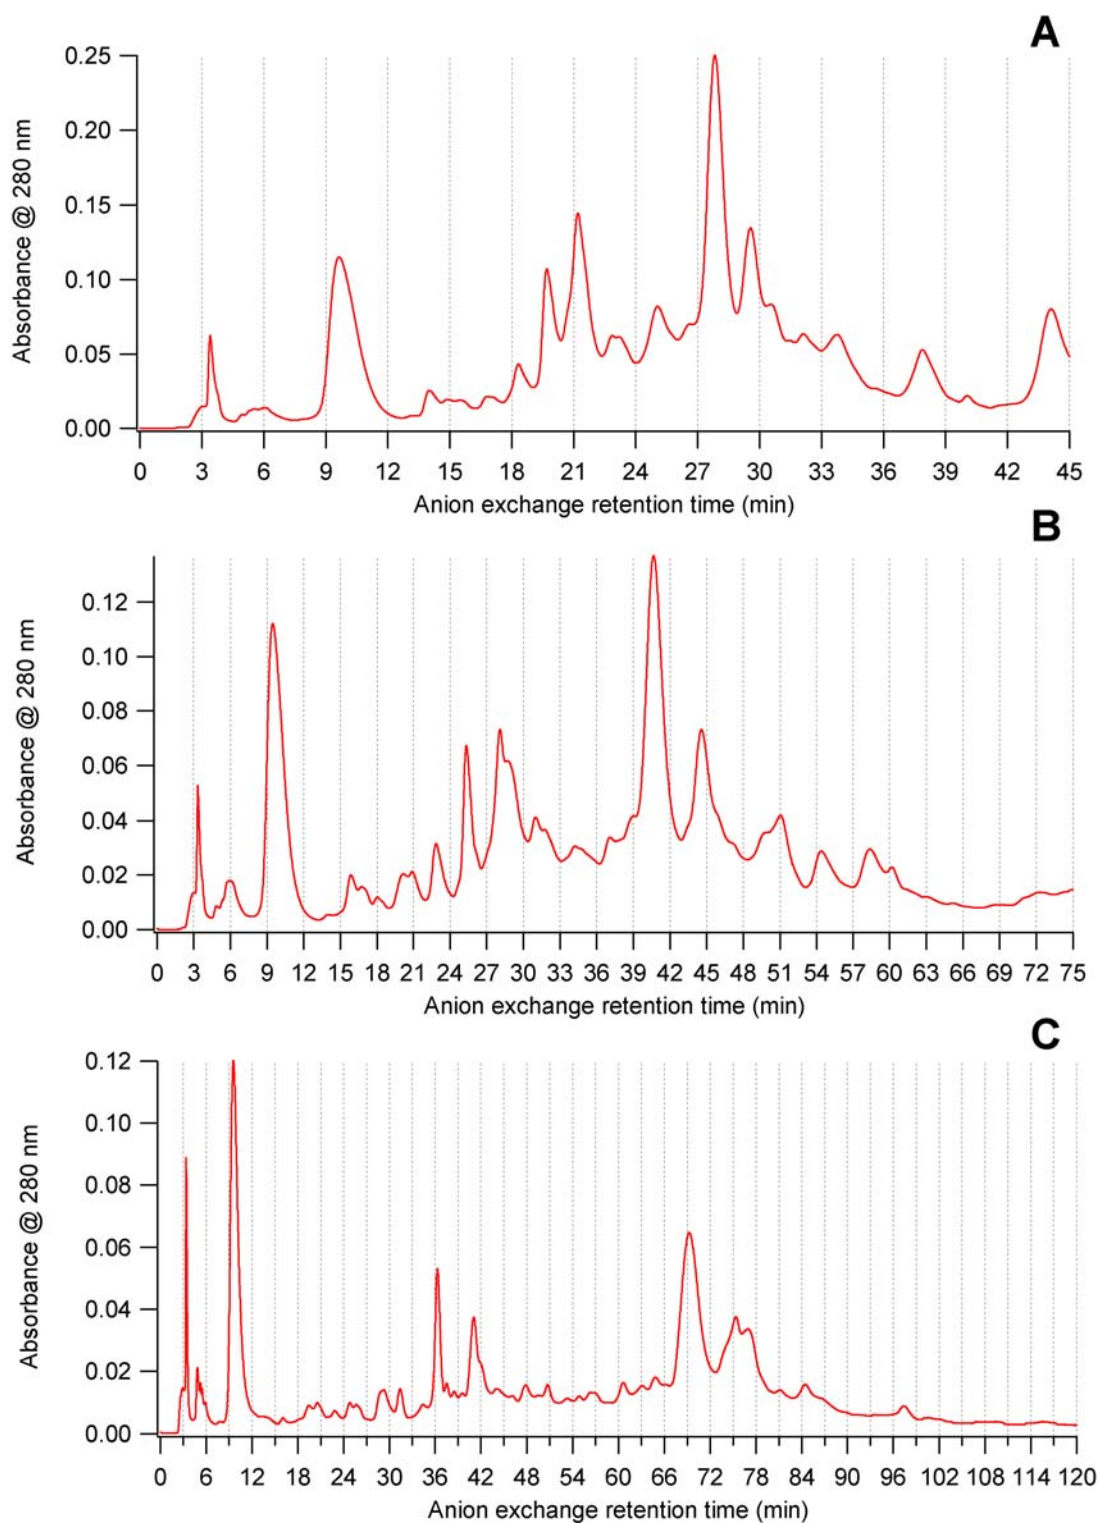 A
0.25
0.20
0.15
0.10
0.05
0.00
Absorbance @ 280 nm
0 3 6 9 12 15 18 21 24 27 30 33 36 39 42 45
Anion exchange retention time (min)
B
0.12
0.10
0.08
0.06
0.04
0.02
0.00
Absorbance @ 280 nm
0 3 6 9 12 15 18 21 24 27 30 33 36 39 42 45 48 51 54 57 60 63 66 69 72 75
Anion exchange retention time (min)
C
0.12
0.10
0.08
0.06
0.04
0.02
0.00
Absorbance @ 280 nm
0 6 12 18 24 30 36 42 48 54 60 66 72 78 84 90 96 102 108 114 120
Anion exchange retention time (min)